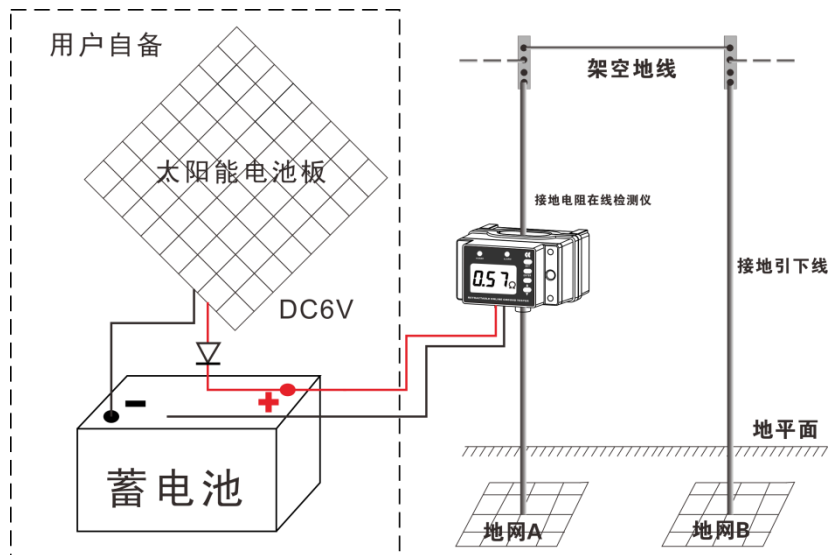 用户自备
太阳能电池板
DC6V
- +
蓄电池
架空地线
接地电阻在线检测仪
0.57Ω
接地引下线
地平面
地网A
地网B